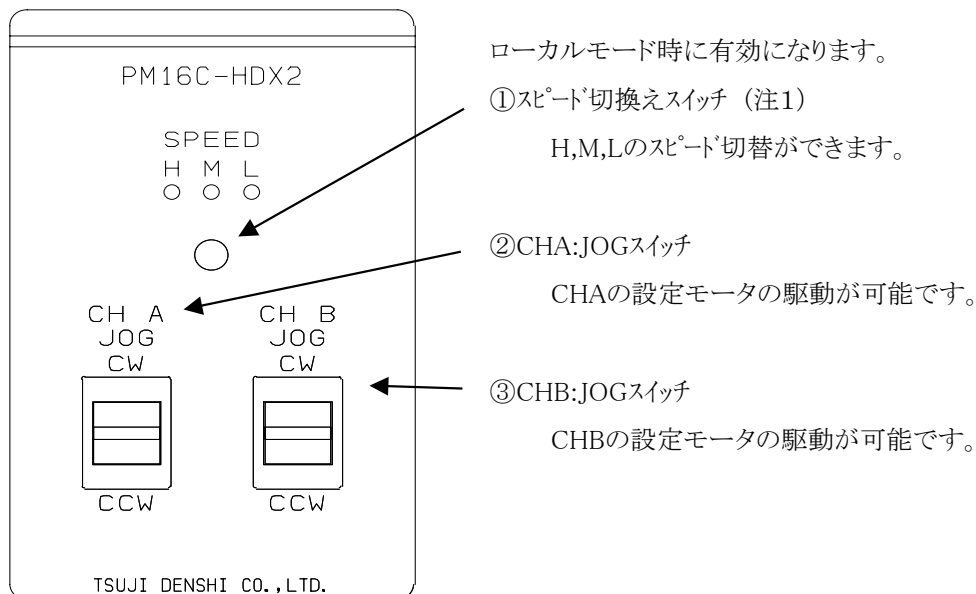 PM16C-HDX2
SPEED
H M L
CH A
JOG
CW
CCW
CH B
JOG
CW
CCW
TSUJI DENSHI CO.,LTD.
ローカルモード時に有効になります。
①ｽﾋﾟｰﾄﾞ切換えスイッチ（注1）
H,M,Lのｽﾋﾟｰﾄﾞ切替ができます。
②CHA:JOGスイッチ
CHAの設定モータの駆動が可能です。
③CHB:JOGスイッチ
CHBの設定モータの駆動が可能です。